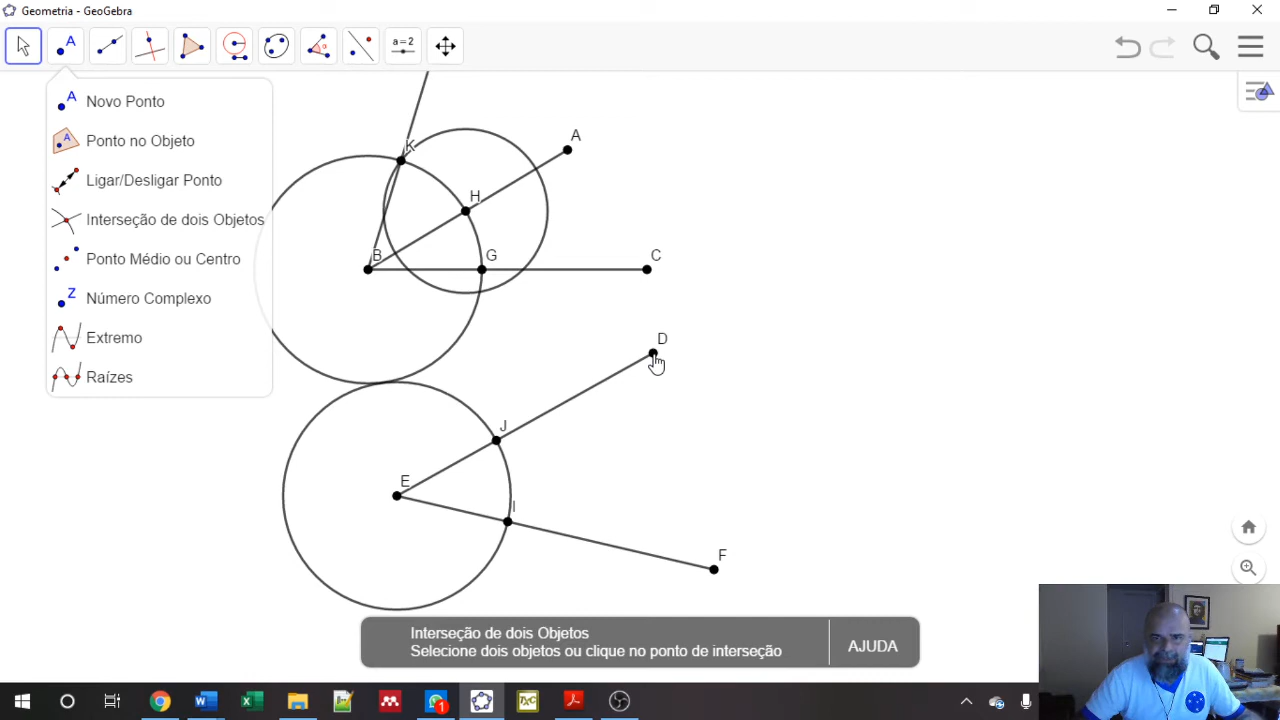 Geometria - GeoGebra
A
a=2
Novo Ponto
A
Ponto no Objeto
A
Ligar/Desligar Ponto
Interseção de dois Objetos
Ponto Médio ou Centro
Z
Número Complexo
Extremo
Raízes
K
A
H
B
G
C
D
J
E
I
F
Interseção de dois Objetos
Selecione dois objetos ou clique no ponto de interseção
AJUDA
1